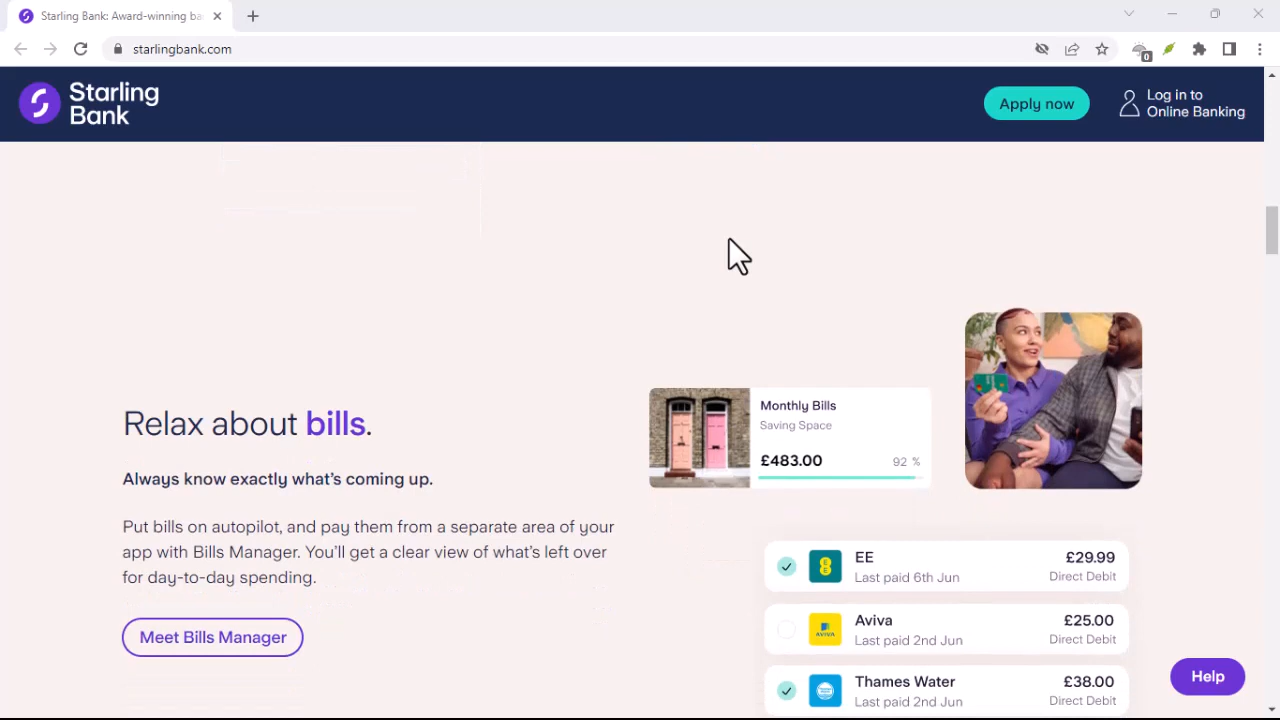 Starling Bank: Award-winning ba
starlingbank.com
0
Starling
Bank
Apply now
Log in to
Online Banking
Relax about bills.
Always know exactly what's coming up.
Put bills on autopilot, and pay them from a separate area of your
app with Bills Manager. You'll get a clear view of what's left over
for day-to-day spending.
Meet Bills Manager
Monthly Bills
Saving Space
£483.00 92 %
EE £29.99
Last paid 6th Jun Direct Debit
AVIVA
Aviva £25.00
Last paid 2nd Jun Direct Debit
Thames Water £38.00
Last paid 2nd Jun Direct Debit
Help